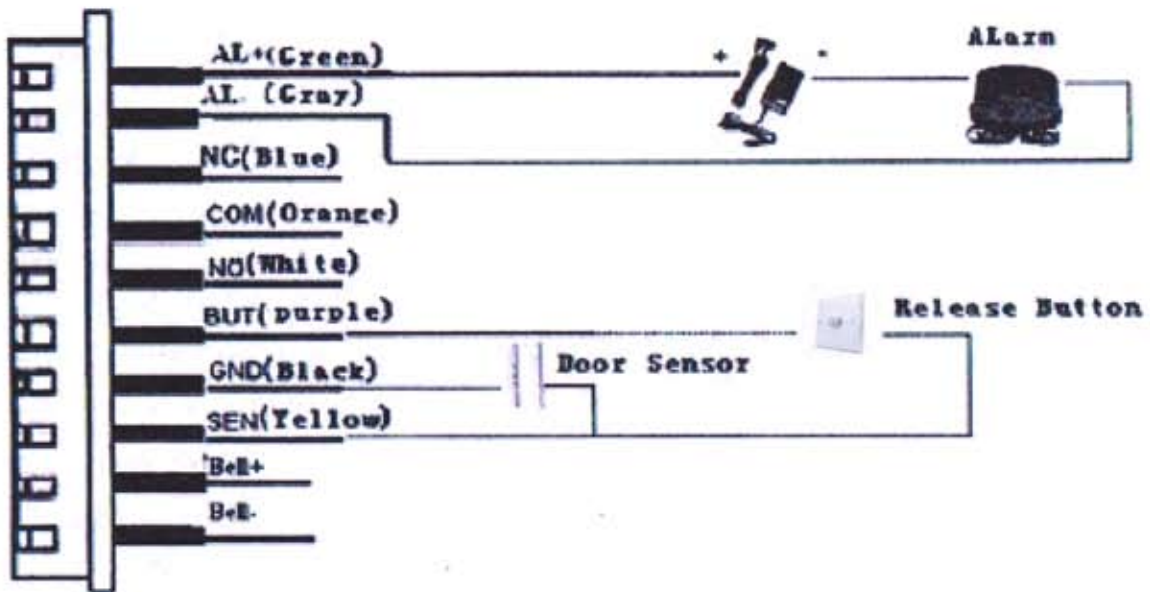 AL+(Green)
+
-
ALarm
AL- (Gray)
NC(Blue)
COM(Orange)
NO(White)
BUT(purple)
Release Button
GND(Black)
Door Sensor
SEN(Yellow)
Bell+
Bell-